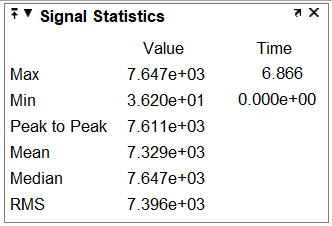 Signal Statistics
Value Time
Max 7.647e+03 6.866
Min 3.620e+01 0.000e+00
Peak to Peak 7.611e+03
Mean 7.329e+03
Median 7.647e+03
RMS 7.396e+03